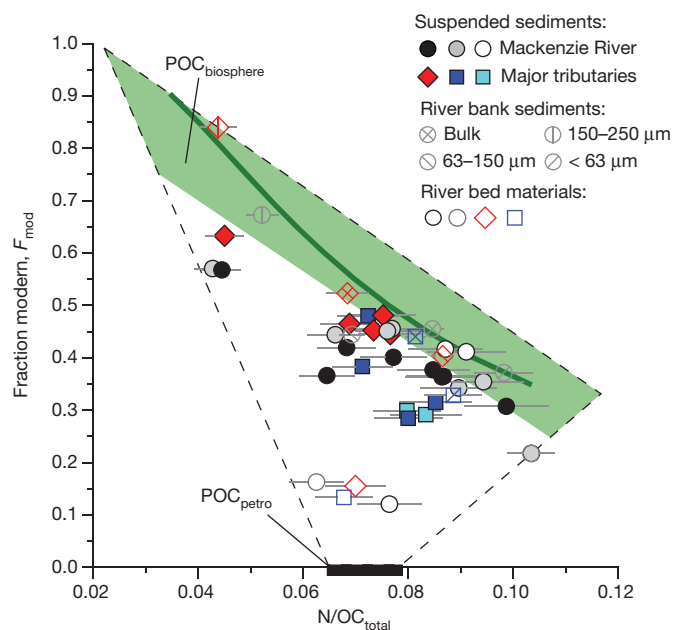 Suspended sediments:
Mackenzie River
Major tributaries
River bank sediments:
Bulk
150–250 μm
63–150 μm
< 63 μm
River bed materials:
POCbiosphere
POCpetro
Fraction modern, Fmod
1.0
0.9
0.8
0.7
0.6
0.5
0.4
0.3
0.2
0.1
0.0
0.02
0.04
0.06
0.08
0.10
0.12
N/OCtotal